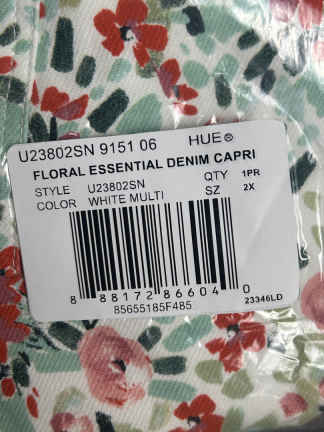 U23802SN 9151 06 HUE®
FLORAL ESSENTIAL DENIM CAPRI
STYLE U23802SN QTY 1PR
COLOR WHITE MULTI SZ 2X
8 88172 86604 0
85655185F485 23346LD